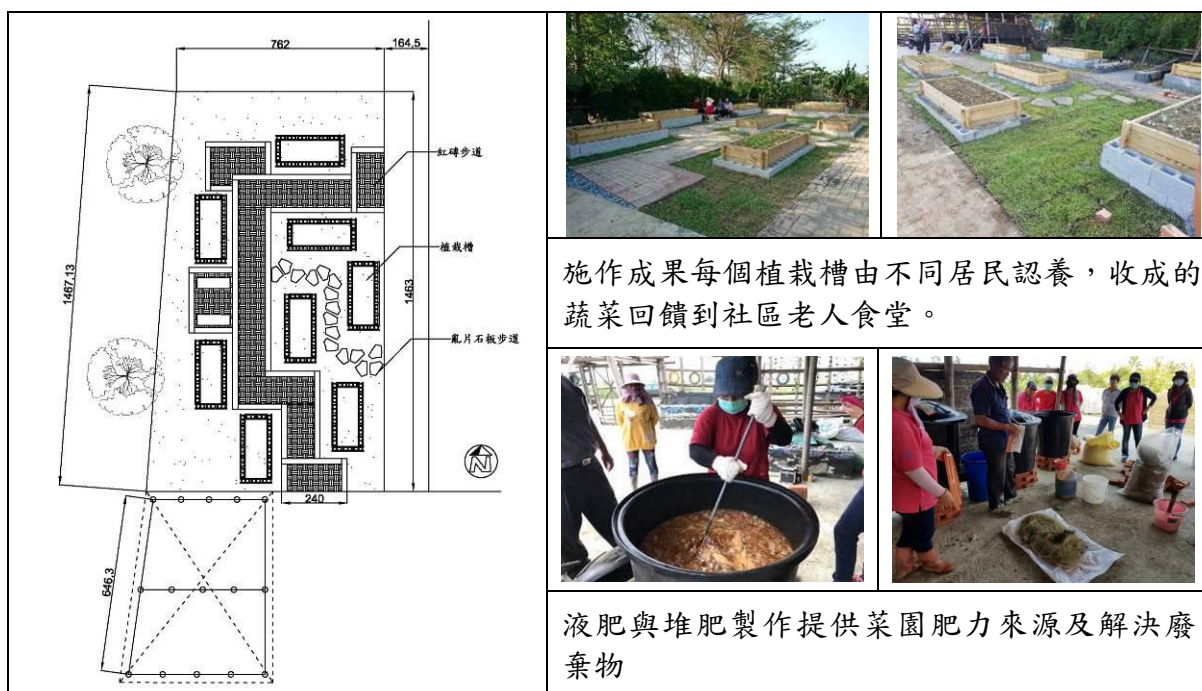 762
164,5
紅磚步道
植栽槽
1467,13
1463
亂片石板步道
N
240
646,3
施作成果每個植栽槽由不同居民認養，收成的
蔬菜回饋到社區老人食堂。
液肥與堆肥製作提供菜園肥力來源及解決廢
棄物